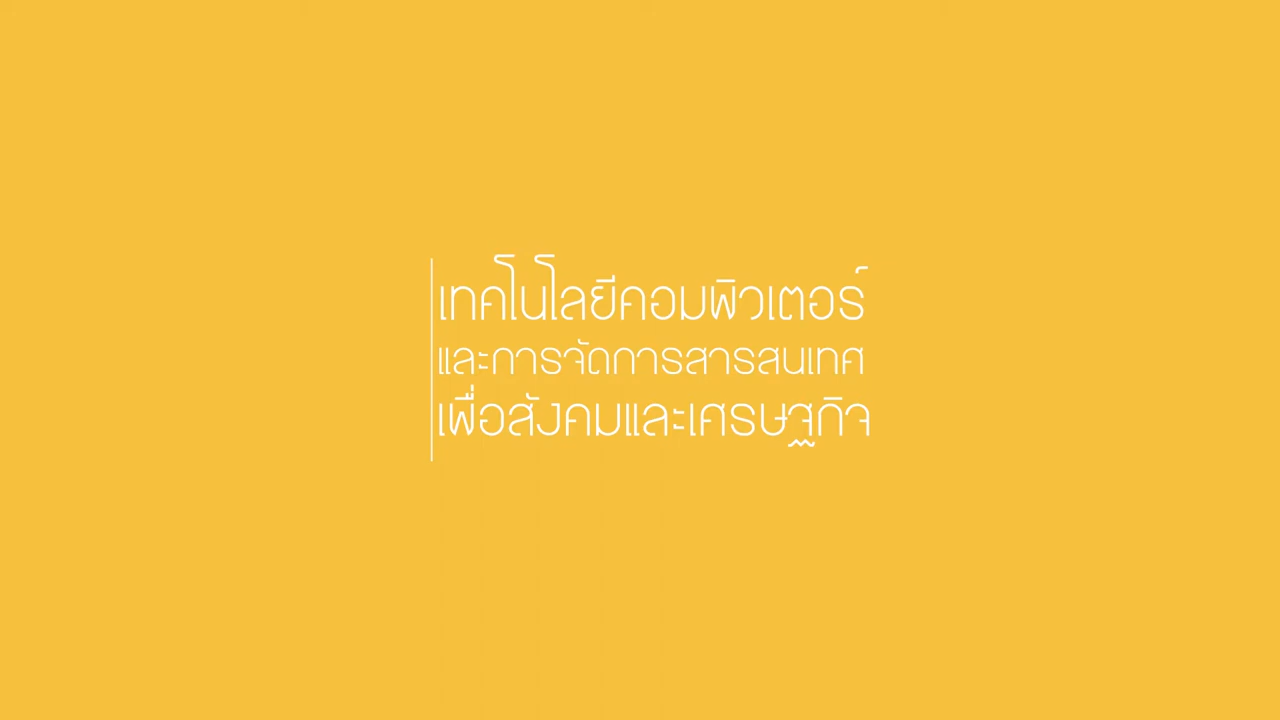 เทคโนโลยีคอมพิวเตอร์
และการจัดการสารสนเทศ
เพื่อสังคมและเศรษฐกิจ